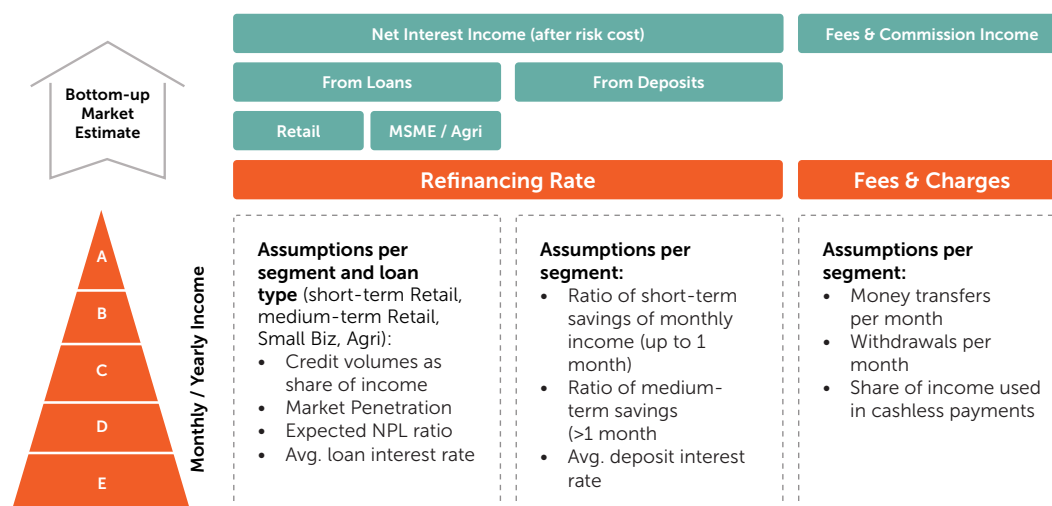 Net Interest Income (after risk cost)
Fees & Commission Income
From Loans
From Deposits
Retail
MSME / Agri
Bottom-up
Market
Estimate
Refinancing Rate
Fees & Charges
A
B
C
D
E
Monthly / Yearly Income
Assumptions per
segment and loan
type (short-term Retail,
medium-term Retail,
Small Biz, Agri):
• Credit volumes as
share of income
• Market Penetration
• Expected NPL ratio
• Avg. loan interest rate
Assumptions per
segment:
• Ratio of short-term
savings of monthly
income (up to 1
month)
• Ratio of medium-
term savings
(>1 month
• Avg. deposit interest
rate
Assumptions per
segment:
• Money transfers
per month
• Withdrawals per
month
• Share of income used
in cashless payments